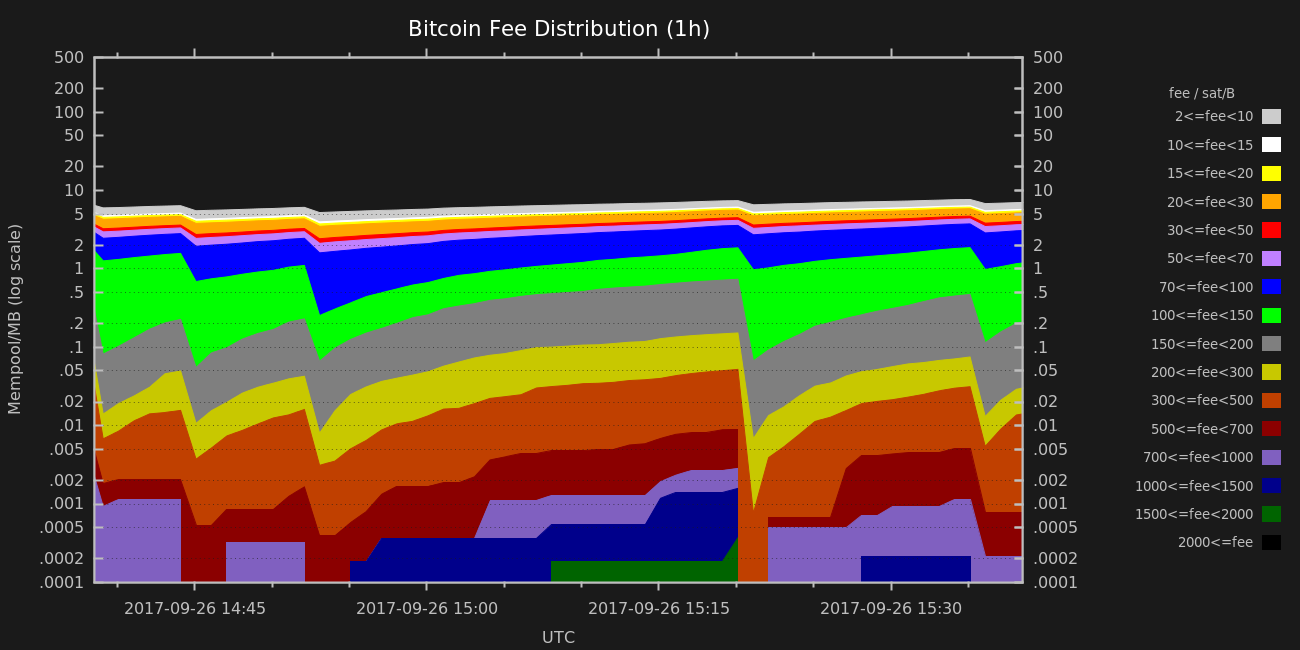 Bitcoin Fee Distribution (1h)
500
200
100
50
20
10
5
2
1
.5
.2
.1
.05
.02
.01
.005
.002
.001
.0005
.0002
.0001
Mempool/MB (log scale)
500
200
100
50
20
10
5
2
1
.5
.2
.1
.05
.02
.01
.005
.002
.001
.0005
.0002
.0001
2017-09-26 14:45
2017-09-26 15:00
2017-09-26 15:15
2017-09-26 15:30
UTC
fee / sat/B
2<=fee<10
10<=fee<15
15<=fee<20
20<=fee<30
30<=fee<50
50<=fee<70
70<=fee<100
100<=fee<150
150<=fee<200
200<=fee<300
300<=fee<500
500<=fee<700
700<=fee<1000
1000<=fee<1500
1500<=fee<2000
2000<=fee